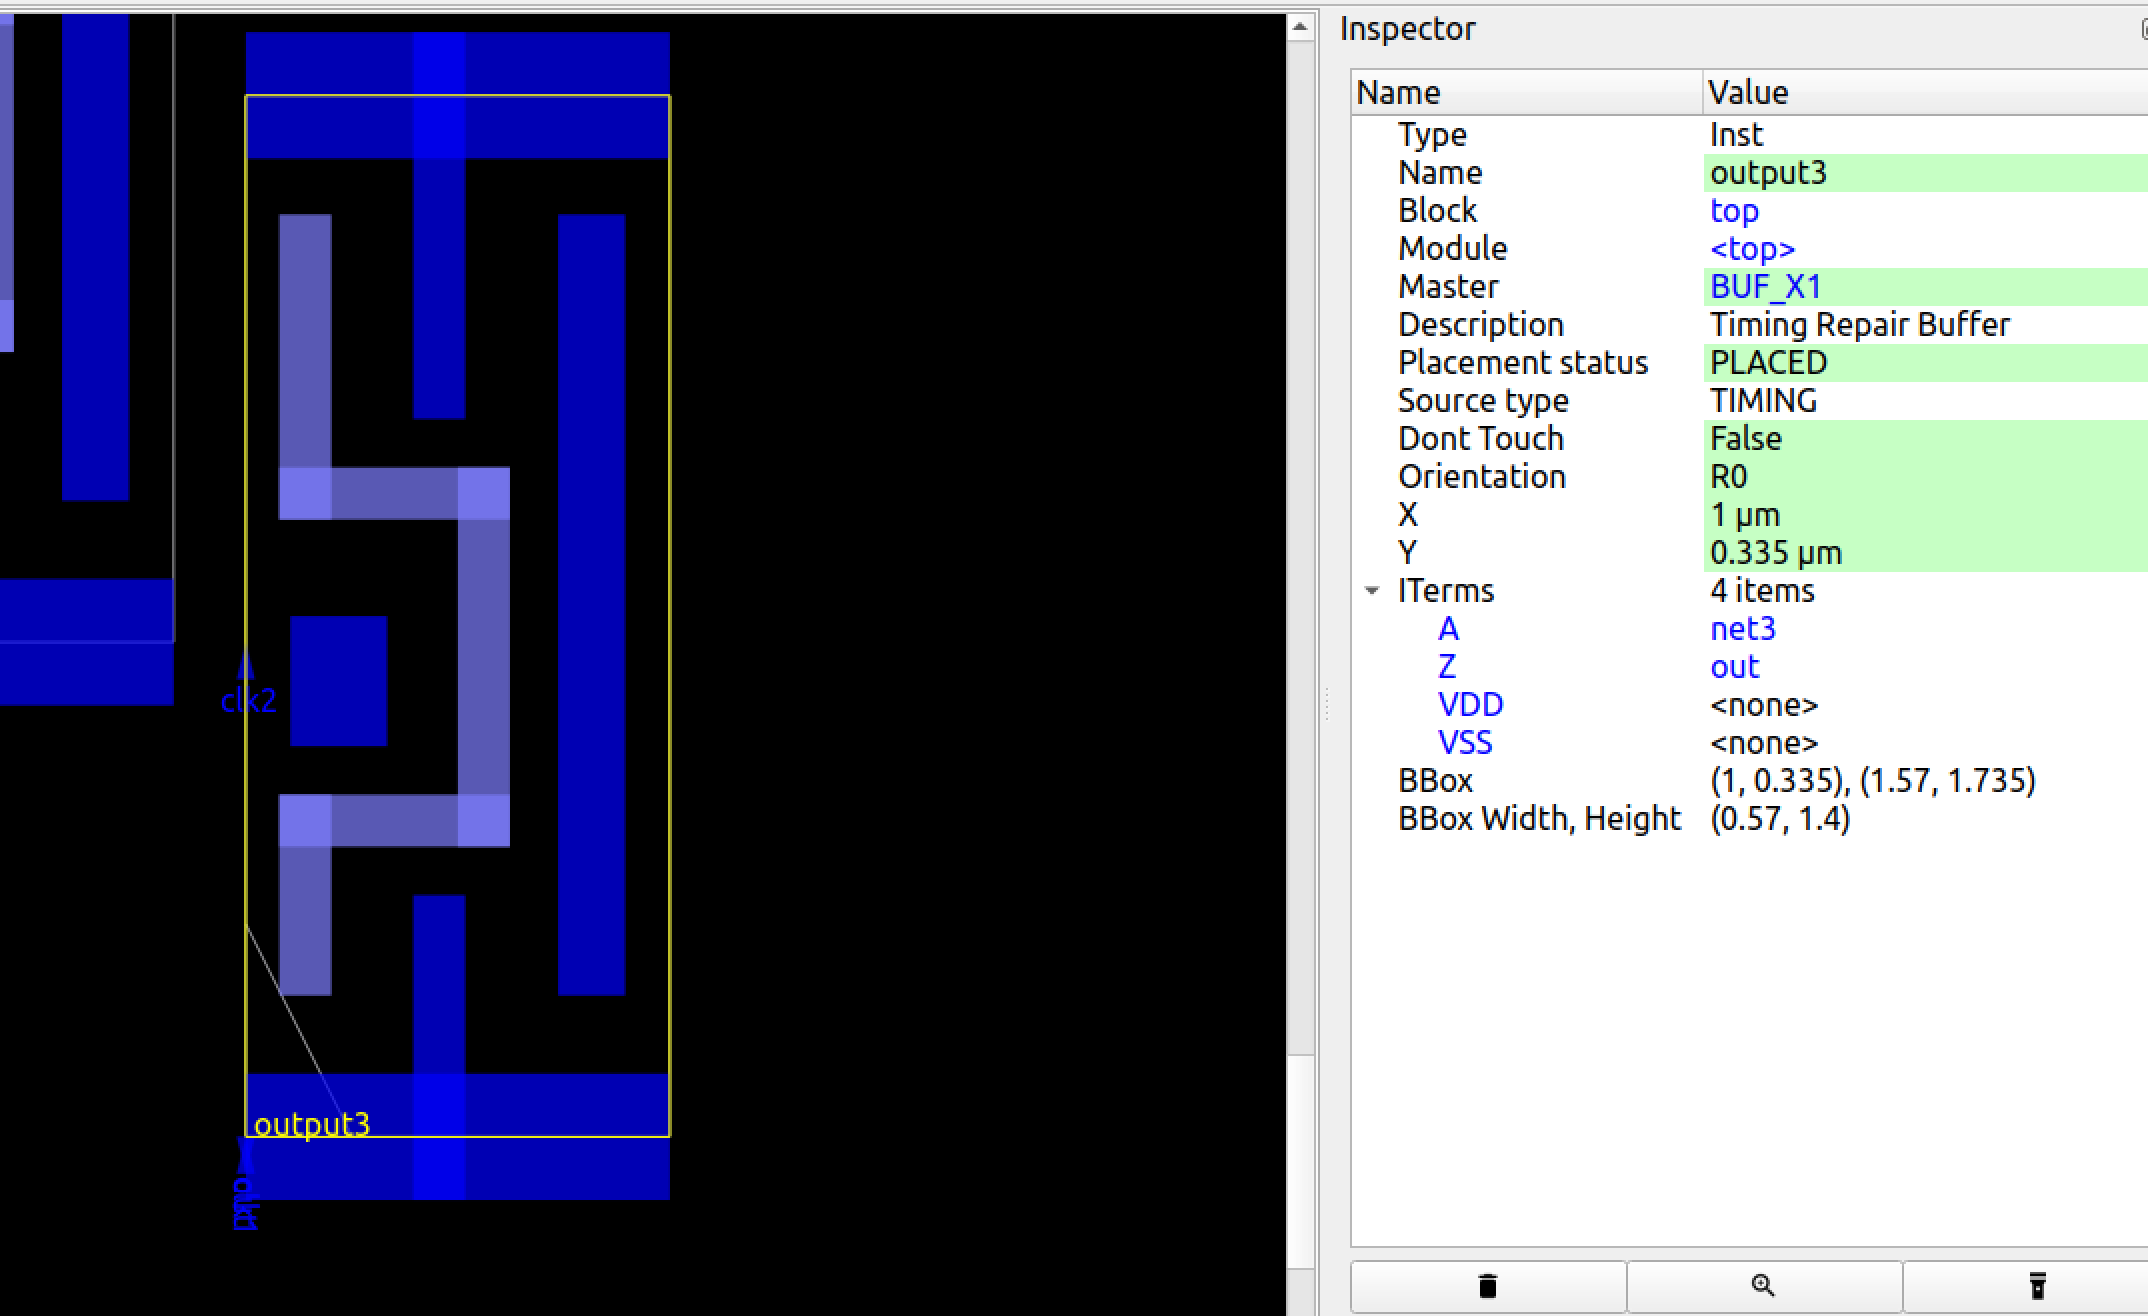 clk2
output3
Inspector
Name Value
Type Inst
Name output3
Block top
Module <top>
Master BUF_X1
Description Timing Repair Buffer
Placement status PLACED
Source type TIMING
Dont Touch False
Orientation R0
X 1 μm
Y 0.335 μm
ITerms 4 items
A net3
Z out
VDD <none>
VSS <none>
BBox (1, 0.335), (1.57, 1.735)
BBox Width, Height (0.57, 1.4)